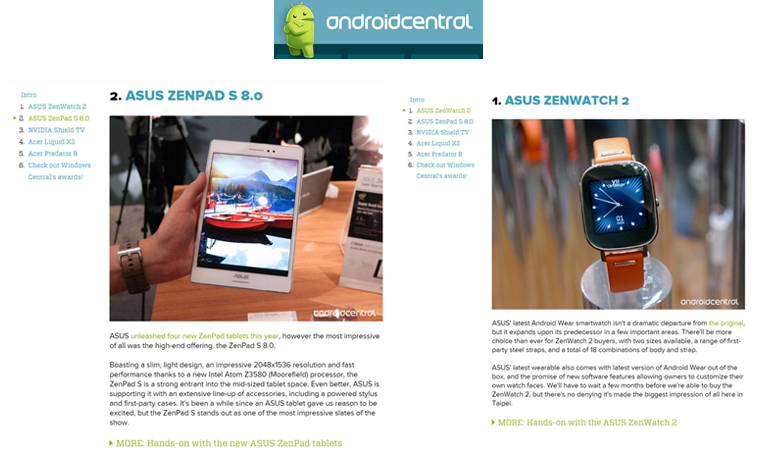 androidcentral
Intro
1. ASUS ZenWatch 2
2. ASUS ZenPad S 8.0
3. NVIDIA Shield TV
4. Acer Liquid X2
5. Acer Predator 8
6. Check out Windows
Central's awards!
2. ASUS ZENPAD S 8.0
ASUS
androidcentral
ASUS unleashed four new ZenPad tablets this year, however the most impressive
of all was the high-end offering, the ZenPad S 8.0.
Boasting a slim, light design, an impressive 2048x1536 resolution and fast
performance thanks to a new Intel Atom Z3580 (Moorefield) processor, the
ZenPad S is a strong entrant into the mid-sized tablet space. Even better, ASUS is
supporting it with an extensive line-up of accessories, including a powered stylus
and first-party cases. It's been a while since an ASUS tablet gave us reason to be
excited, but the ZenPad S stands out as one of the most impressive slates of the
show.
MORE: Hands-on with the new ASUS ZenPad tablets
Intro
1. ASUS ZenWatch 2
2. ASUS ZenPad S 8.0
3. NVIDIA Shield TV
4. Acer Liquid X2
5. Acer Predator 8
6. Check out Windows
Central's awards!
1. ASUS ZENWATCH 2
androidcentral
ASUS' latest Android Wear smartwatch isn't a dramatic departure from the original,
but it expands upon its predecessor in a few important areas. There'll be more
choice than ever for ZenWatch 2 buyers, with two sizes available, a range of first-
party steel straps, and a total of 18 combinations of body and strap.
ASUS' latest wearable also comes with latest version of Android Wear out of the
box, and the promise of new software features allowing owners to customize their
own watch faces. We'll have to wait a few months before we're able to buy the
ZenWatch 2, but there's no denying it's made the biggest impression of all here in
Taipei.
MORE: Hands-on with the ASUS ZenWatch 2